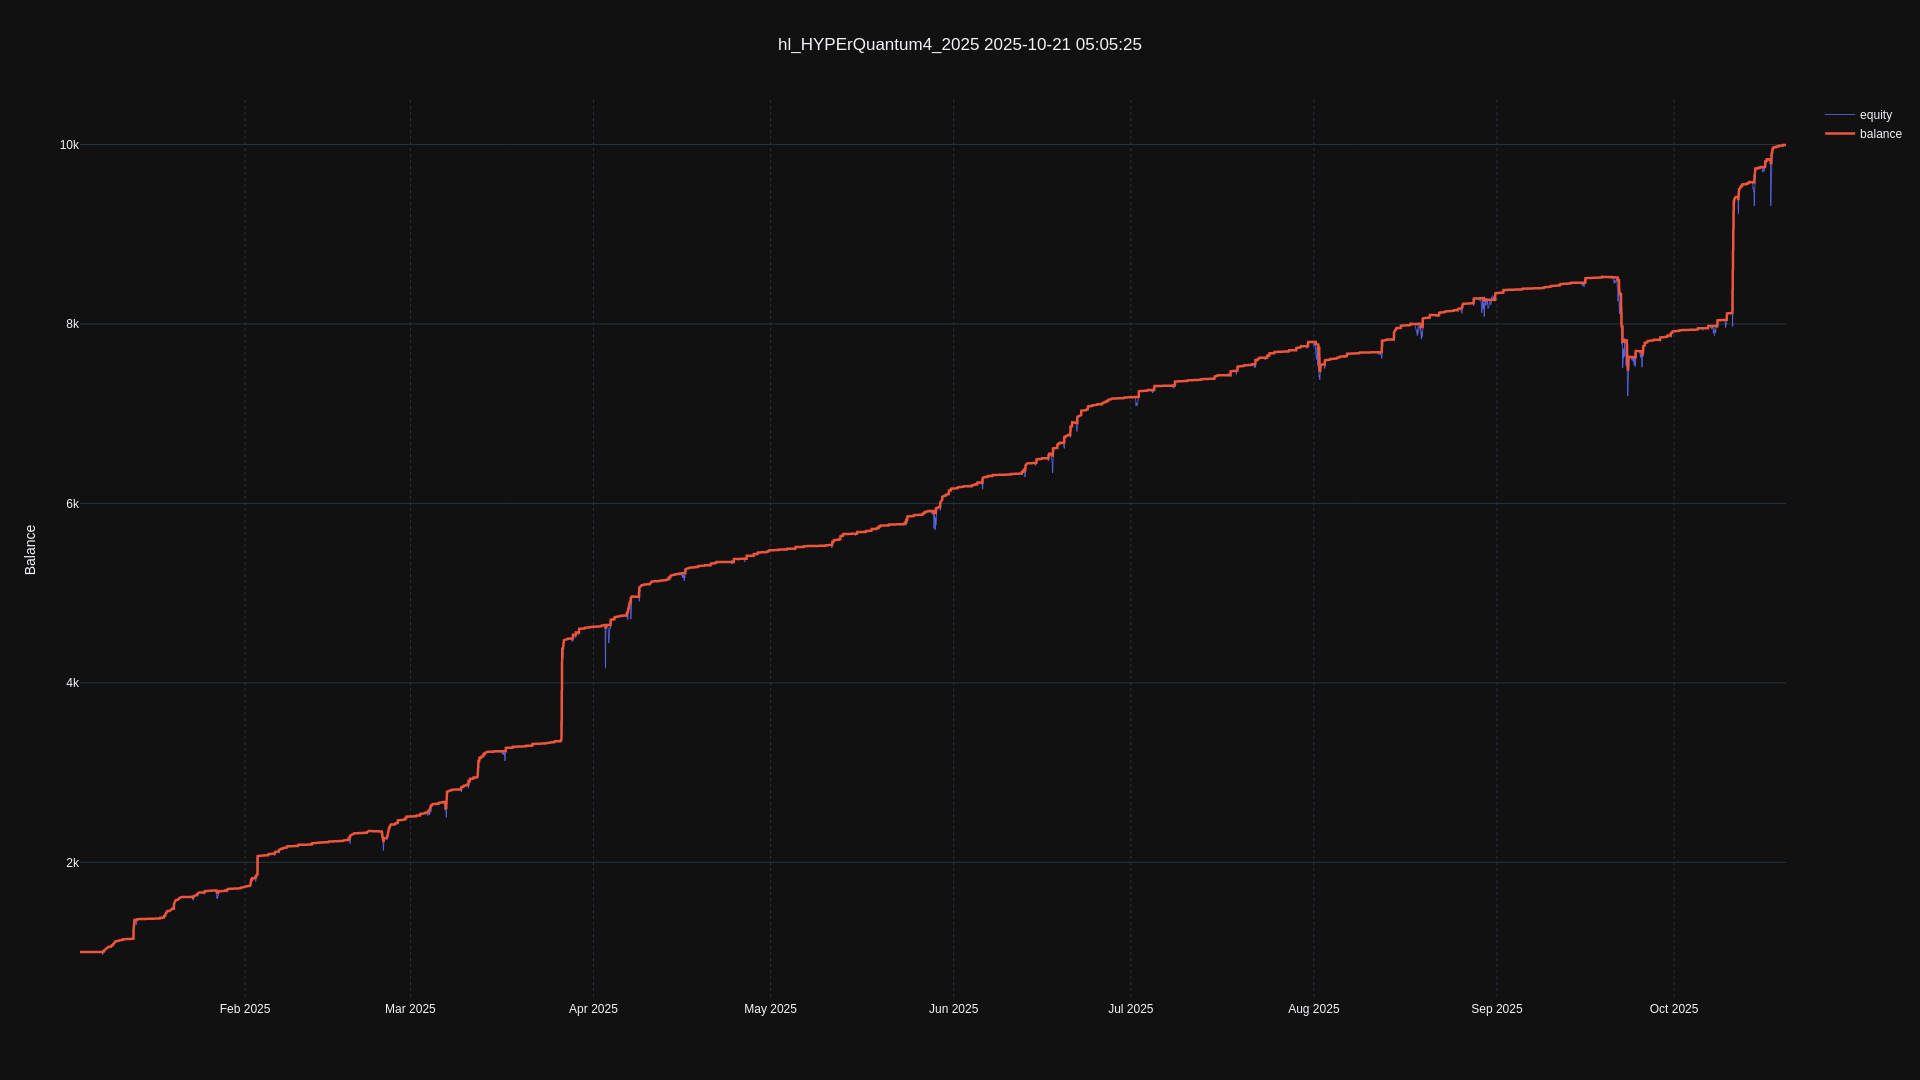 hl_HYPErQuantum4_2025 2025-10-21 05:05:25
equity
balance
10k
8k
6k
4k
2k
Balance
Feb 2025
Mar 2025
Apr 2025
May 2025
Jun 2025
Jul 2025
Aug 2025
Sep 2025
Oct 2025